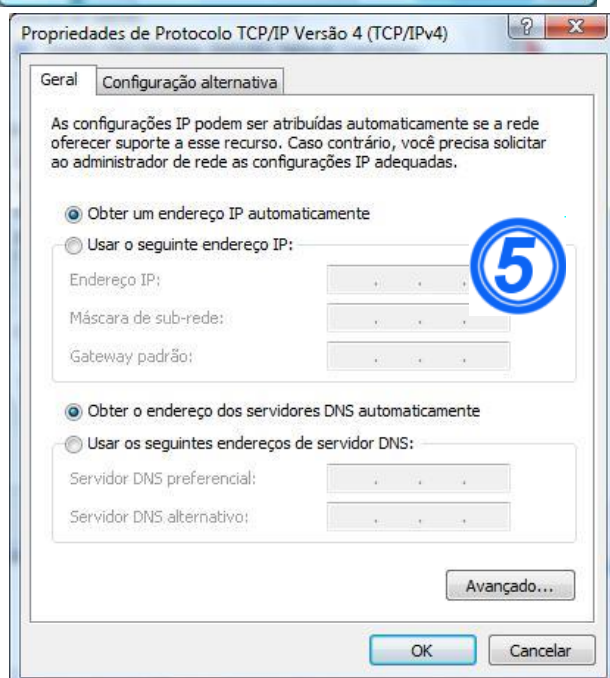 Propriedades de Protocolo TCP/IP Versão 4 (TCP/IPv4)
Geral
Configuração alternativa
As configurações IP podem ser atribuídas automaticamente se a rede
oferecer suporte a esse recurso. Caso contrário, você precisa solicitar
ao administrador de rede as configurações IP adequadas.
Obter um endereço IP automaticamente
Usar o seguinte endereço IP:
5
Endereço IP:
Máscara de sub-rede:
Gateway padrão:
Obter o endereço dos servidores DNS automaticamente
Usar os seguintes endereços de servidor DNS:
Servidor DNS preferencial:
Servidor DNS alternativo:
Avançado...
OK
Cancelar